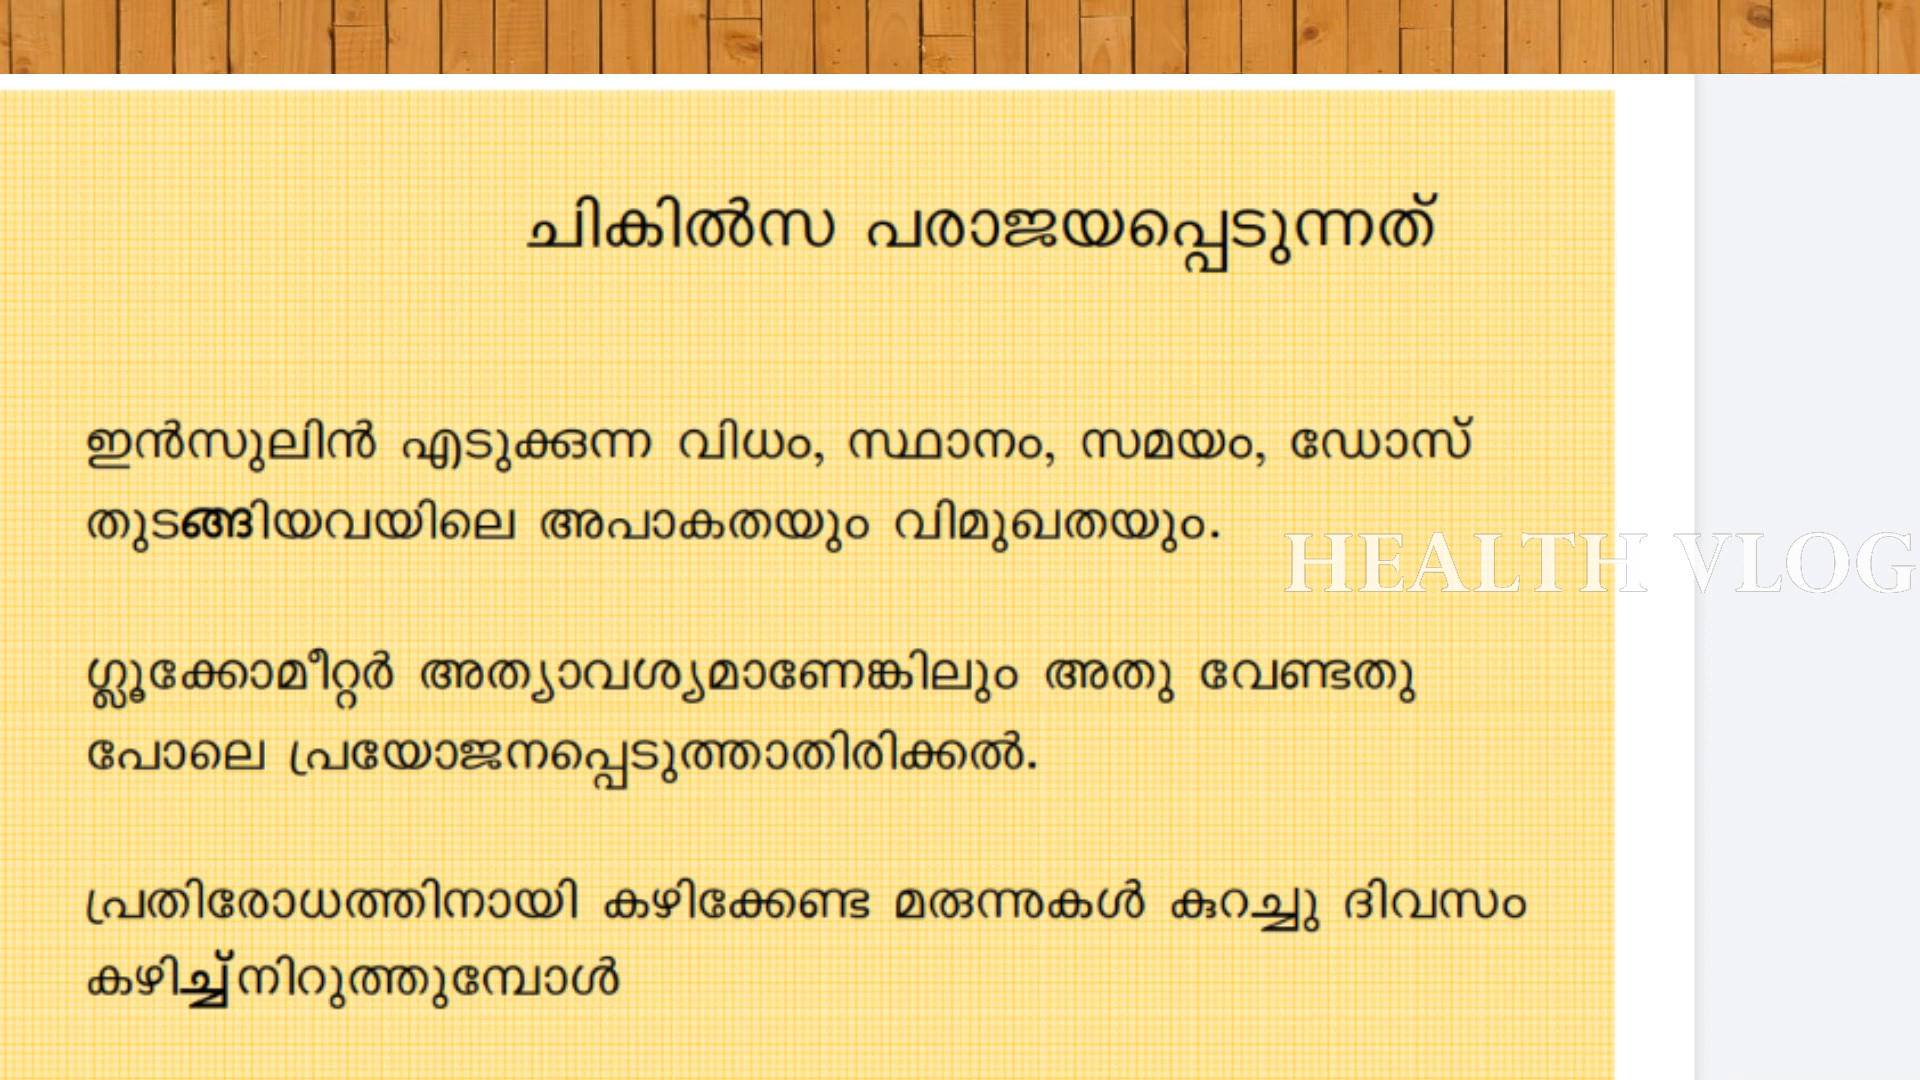 ചികിൽസ പരാജയപ്പെടുന്നത്
ഇൻസുലിൻ എടുക്കുന്ന വിധം, സ്ഥാനം, സമയം, ഡോസ്
തുടങ്ങിയവയിലെ അപാകതയും വിമുഖതയും.
HEALTH VLOG
ഗ്ലൂക്കോമീറ്റർ അത്യാവശ്യമാണേങ്കിലും അതു വേണ്ടതു
പോലെ പ്രയോജനപ്പെടുത്താതിരിക്കൽ.
പ്രതിരോധത്തിനായി കഴിക്കേണ്ട മരുന്നുകൾ കുറച്ചു ദിവസം
കഴിച്ച് നിറുത്തുമ്പോൾ